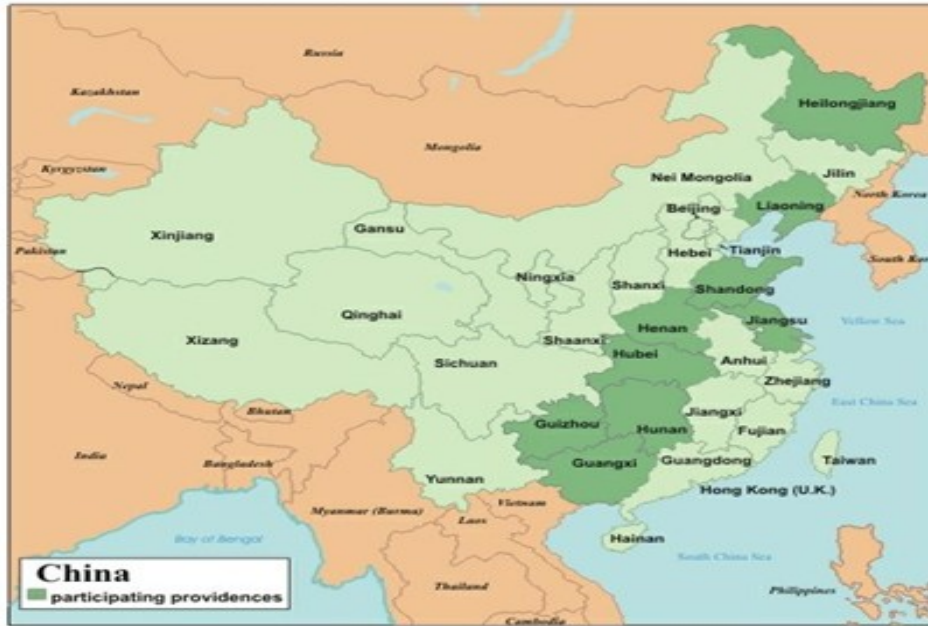 Russia
Kazakhstan
Mongolia
Heilongjiang
Kyrgyzstan
Nei Mongolia
Jilin
North Korea
Beijing
Liaoning
Xinjiang
Gansu
Pakistan
Hebei
Tianjin
South Kor
Ningxia
Shanxi
Shandong
Qinghai
Henan
Jiangsu
Yellow Sea
Xizang
Shaanxi
Hubei
Anhui
Sichuan
Zhejiang
Nepal
East China Sea
Bhutan
Guizhou
Hunan
Jiangxi
Fujian
India
Bangladesh
Guangxi
Guangdong
Taiwan
Yunnan
Hong Kong (U.K.)
Myanmar (Burma)
Vietnam
Laos
Bay of Bengal
Hainan
South China Sea
China
participating providences
Thailand
Philippines
Cambodia